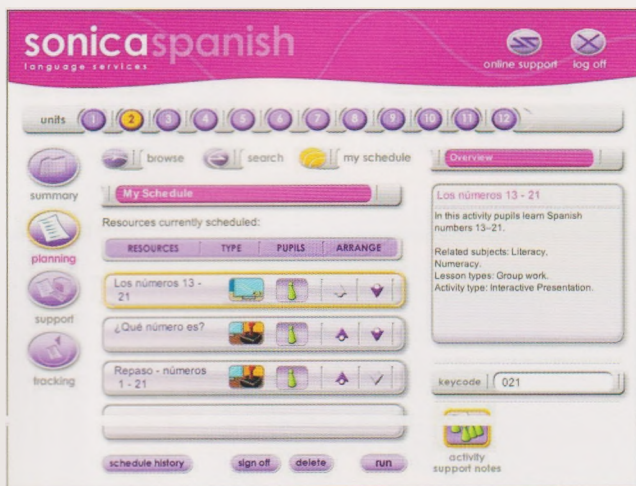 sonicaspanish
language services
online support log off
units 1 2 3 4 5 6 7 8 9 10 11 12
browse search my schedule
Overview
summary
My Schedule
Los números 13 - 21
Resources currently scheduled:
In this activity pupils learn Spanish
numbers 13–21.
RESOURCES TYPE PUPILS ARRANGE
planning
Related subjects: Literacy,
Numeracy.
Lesson types: Group work.
Activity type: Interactive Presentation.
Los números 13 -
21
support
¿Qué número es?
tracking
Repaso - números
1 - 21
keycode 021
activity
support notes
schedule history sign off delete run